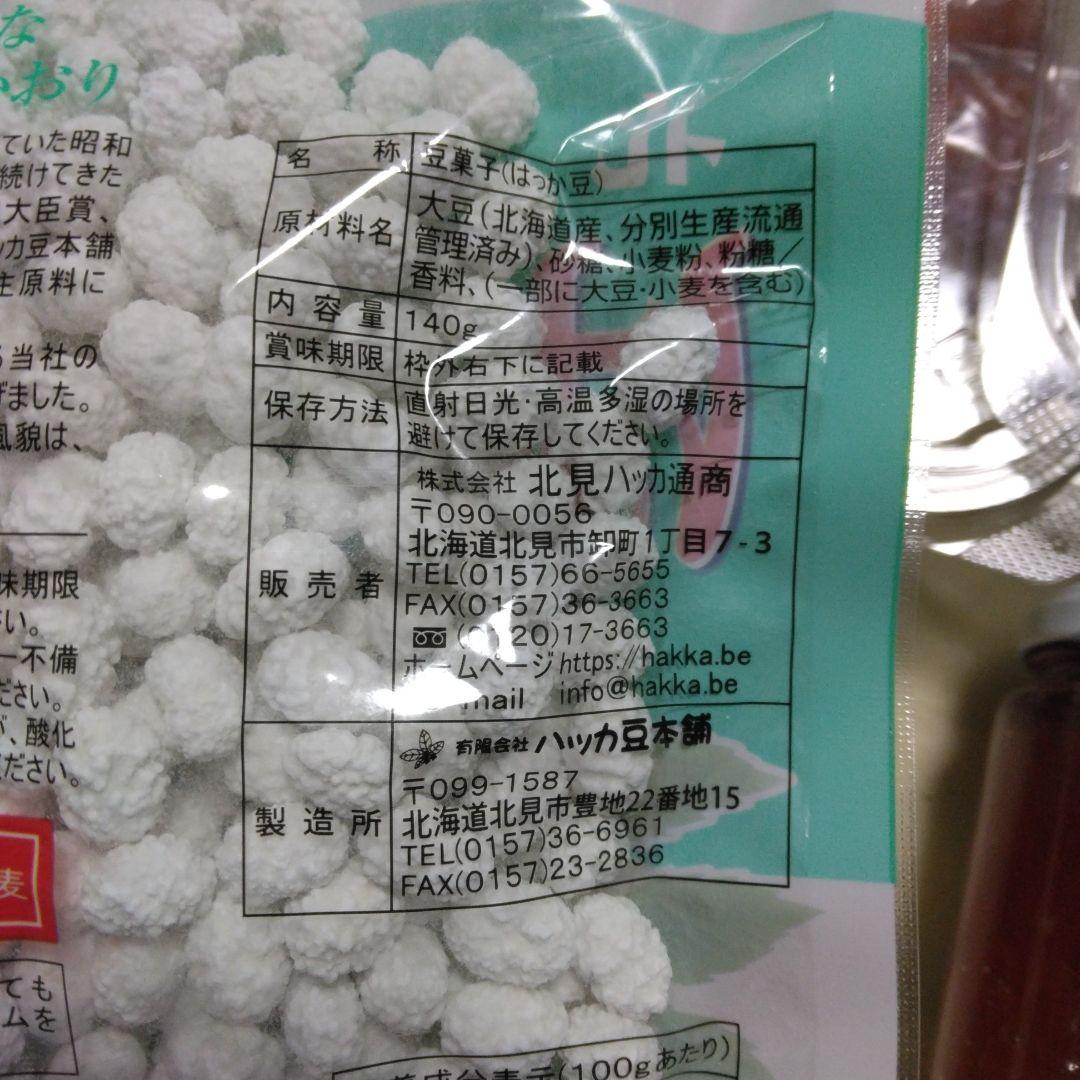 な
かおり
ていた昭和
続けてきた
大臣賞、
ッカ豆本舗
主原料に
る当社の
げました。
風貌は、
味期限
さい。
一不備
ださい。
、酸化
ください。
麦
ても
ムを
名 称 豆菓子(はっか豆)
原材料名 大豆(北海道産、分別生産流通
管理済み)、砂糖、小麦粉、粉糖／
香料、(一部に大豆・小麦を含む)
内容量 140g
賞味期限 枠外右下に記載
保存方法 直射日光・高温多湿の場所を
避けて保存してください。
販売者 株式会社 北見ハッカ通商
〒090-0056
北海道北見市卸町1丁目7-3
TEL(0157)66-5655
FAX(0157)36-3663
(0120)17-3663
ホームページ https://hakka.be
mail info@hakka.be
製造所 有限会社 ハッカ豆本舗
〒099-1587
北海道北見市豊地22番地15
TEL(0157)36-6961
FAX(0157)23-2836
成分表示(100gあたり)